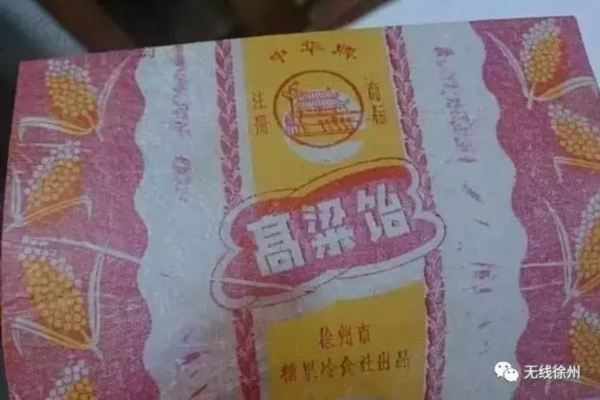 中华牌
注册 商标
高粱饴
徐州市
糖果冷食社出品
无线徐州